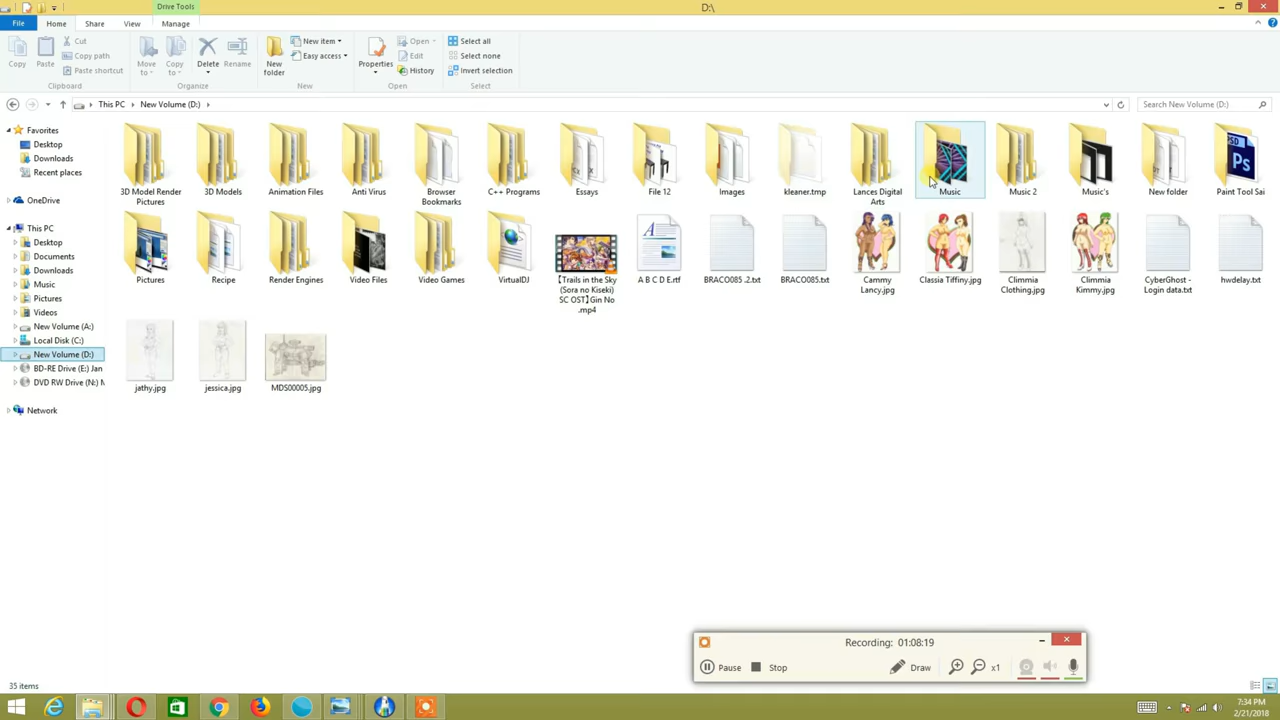 Drive Tools
D:\
File Home Share View Manage
Copy
Paste
Cut
Copy path
Paste shortcut
Clipboard
Move to
Copy to
Delete
Rename
Organize
New folder
New item
Easy access
New
Properties
Open
Edit
History
Open
Select all
Select none
Invert selection
Select
This PC New Volume (D:)
Search New Volume (D:)
Favorites
Desktop
Downloads
Recent places
OneDrive
This PC
Desktop
Documents
Downloads
Music
Pictures
Videos
New Volume (A:)
Local Disk (C:)
New Volume (D:)
BD-RE Drive (E:) Jan
DVD RW Drive (N:) M
Network
3D Model Render
Pictures
3D Models
Animation Files
Anti Virus
Browser
Bookmarks
C++ Programs
Essays
File 12
Images
kleaner.tmp
Lances Digital
Arts
Music
Music 2
Music's
New folder
PSD
Ps
Paint Tool Sai
Pictures
Recipe
Render Engines
Video Files
Video Games
VirtualDJ
【Trails in the Sky
(Sora no Kiseki)
SC OST】Gin No
.mp4
A B C D E.rtf
BRACO085 .2.txt
BRACO085.txt
Cammy
Lancy.jpg
Classia Tiffiny.jpg
Climmia
Clothing.jpg
Climmia
Kimmy.jpg
CyberGhost -
Login data.txt
hwdelay.txt
jathy.jpg
jessica.jpg
MDS00005.jpg
Recording: 01:08:19
Pause Stop Draw x1
35 items
7:34 PM
2/21/2018